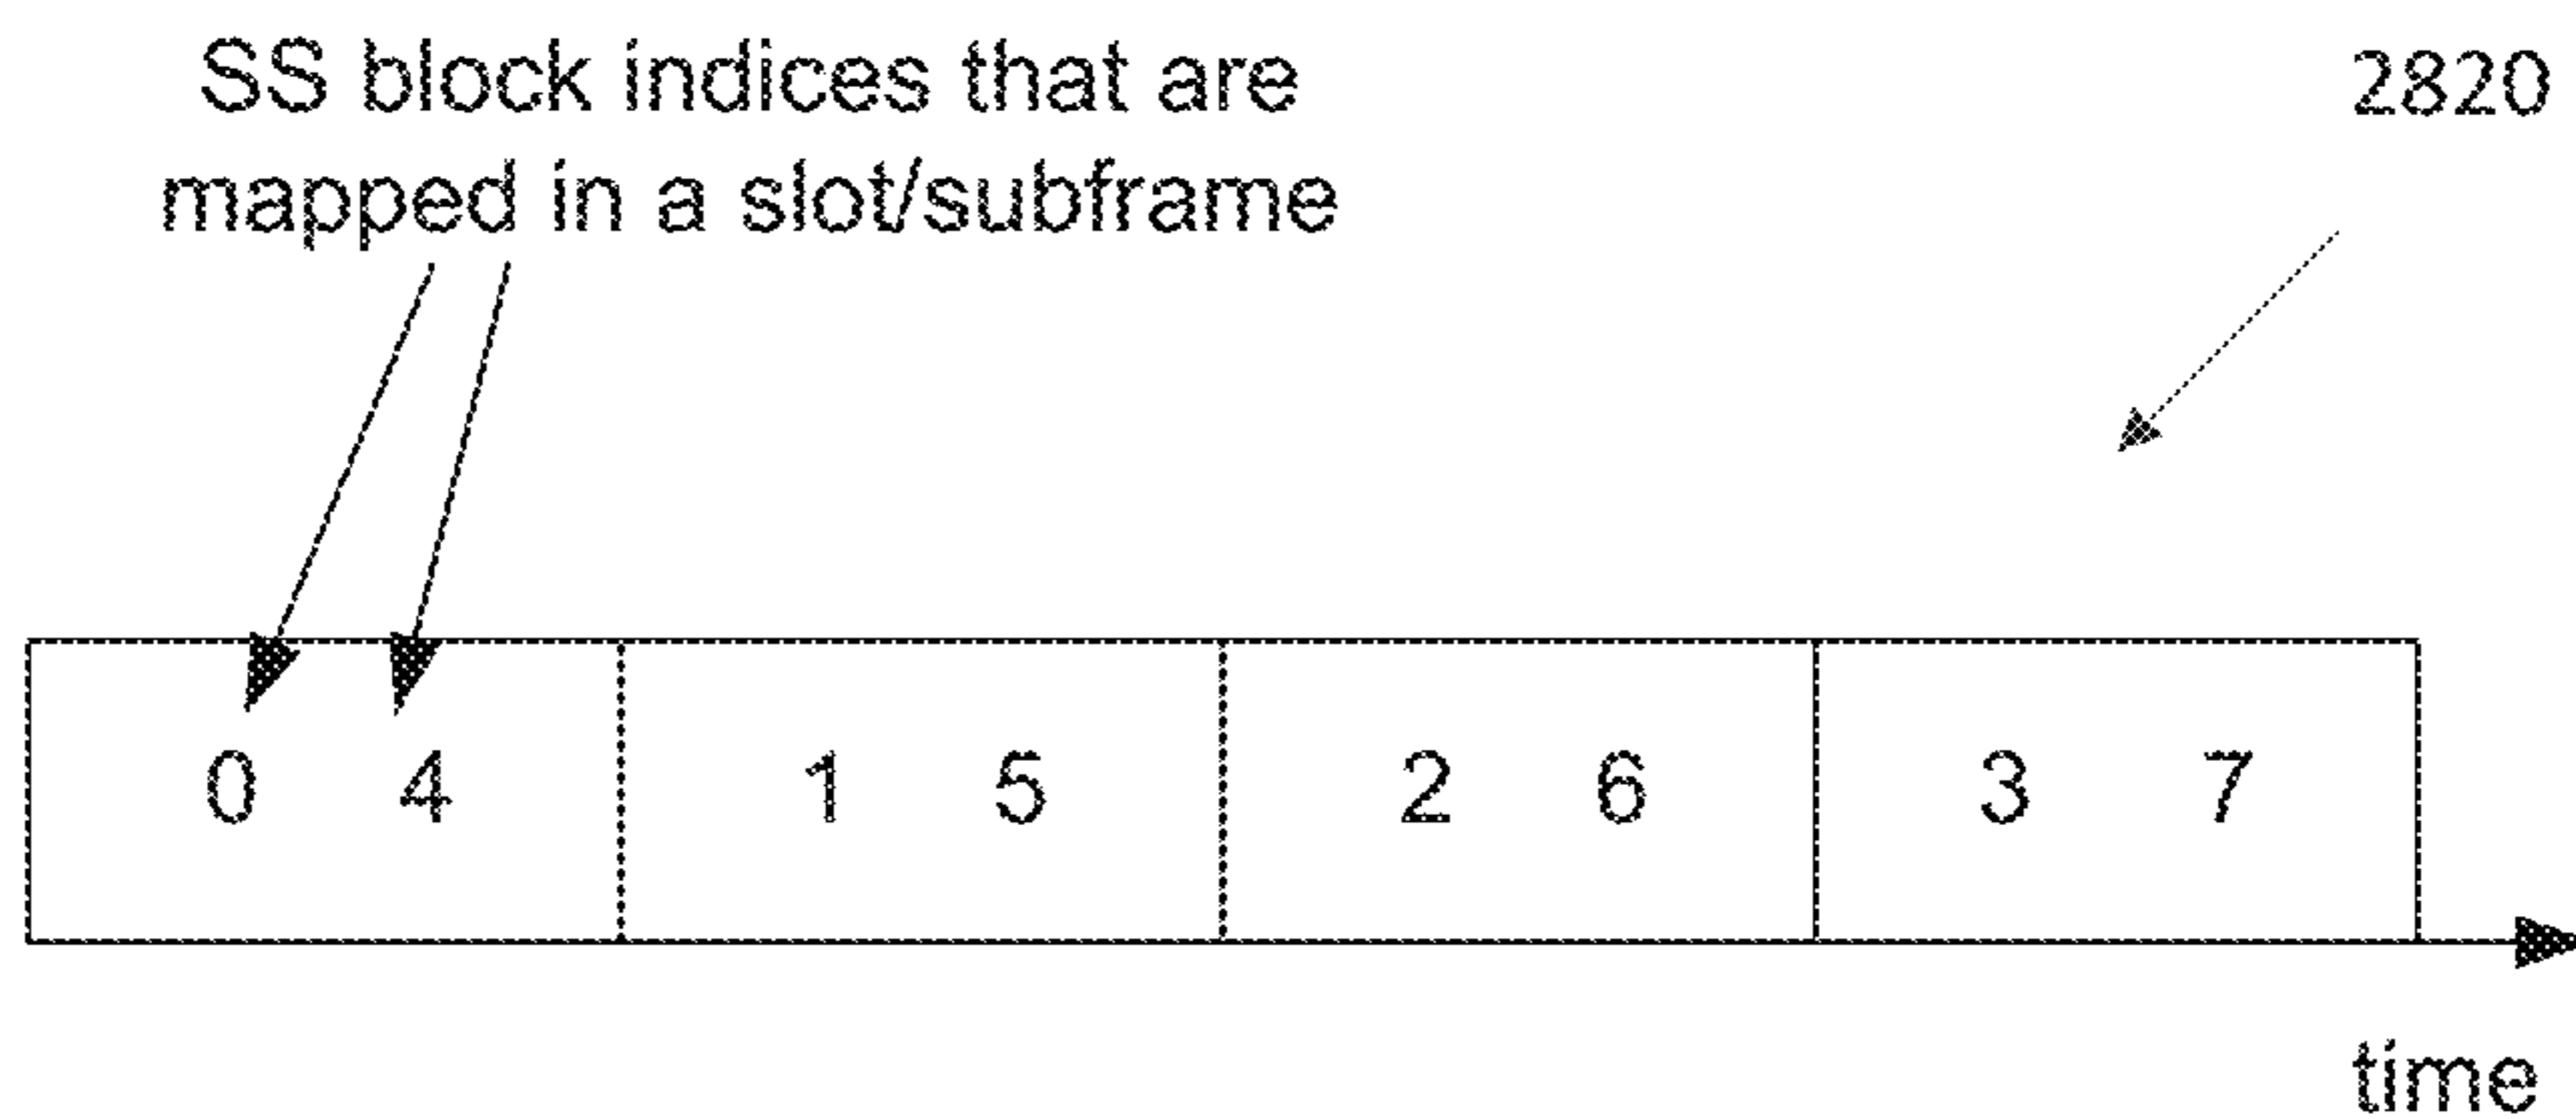 SS block indices that are
mapped in a slot/subframe
2820
0 4 1 5 2 6 3 7
time